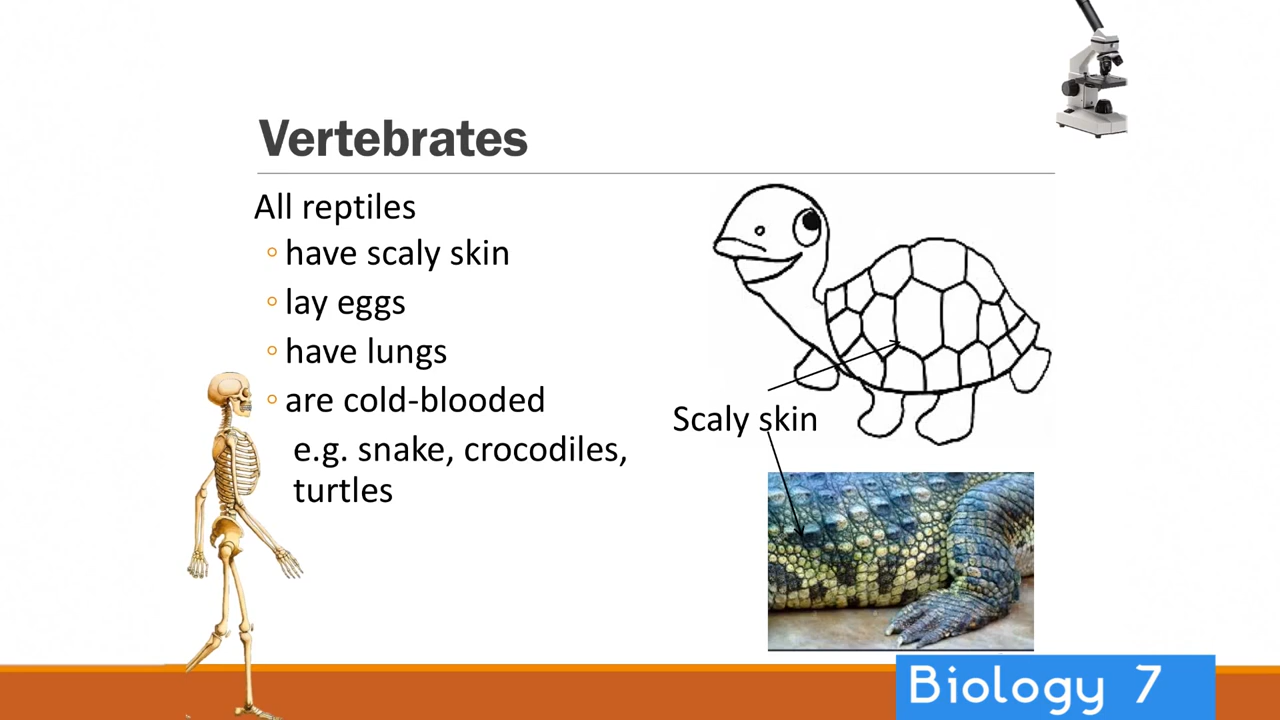 Vertebrates
All reptiles
◦ have scaly skin
◦ lay eggs
◦ have lungs
◦ are cold-blooded
e.g. snake, crocodiles,
turtles
Scaly skin
Biology 7